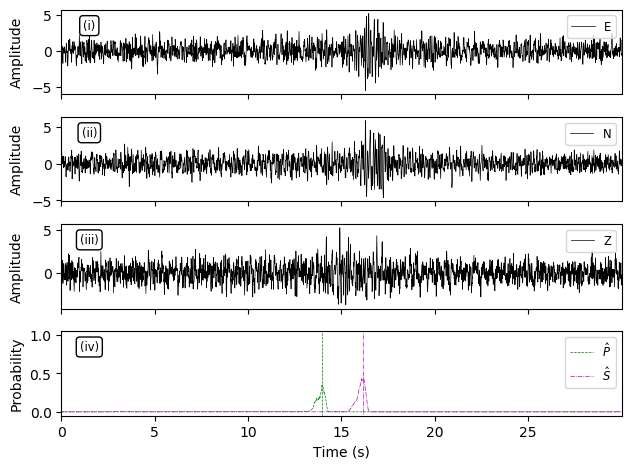 5
0
−5
Amplitude
(i)
E
5
0
−5
Amplitude
(ii)
N
5
0
Amplitude
(iii)
Z
1.0
0.5
0.0
Probability
(iv)
P̂
Ŝ
0 5 10 15 20 25
Time (s)